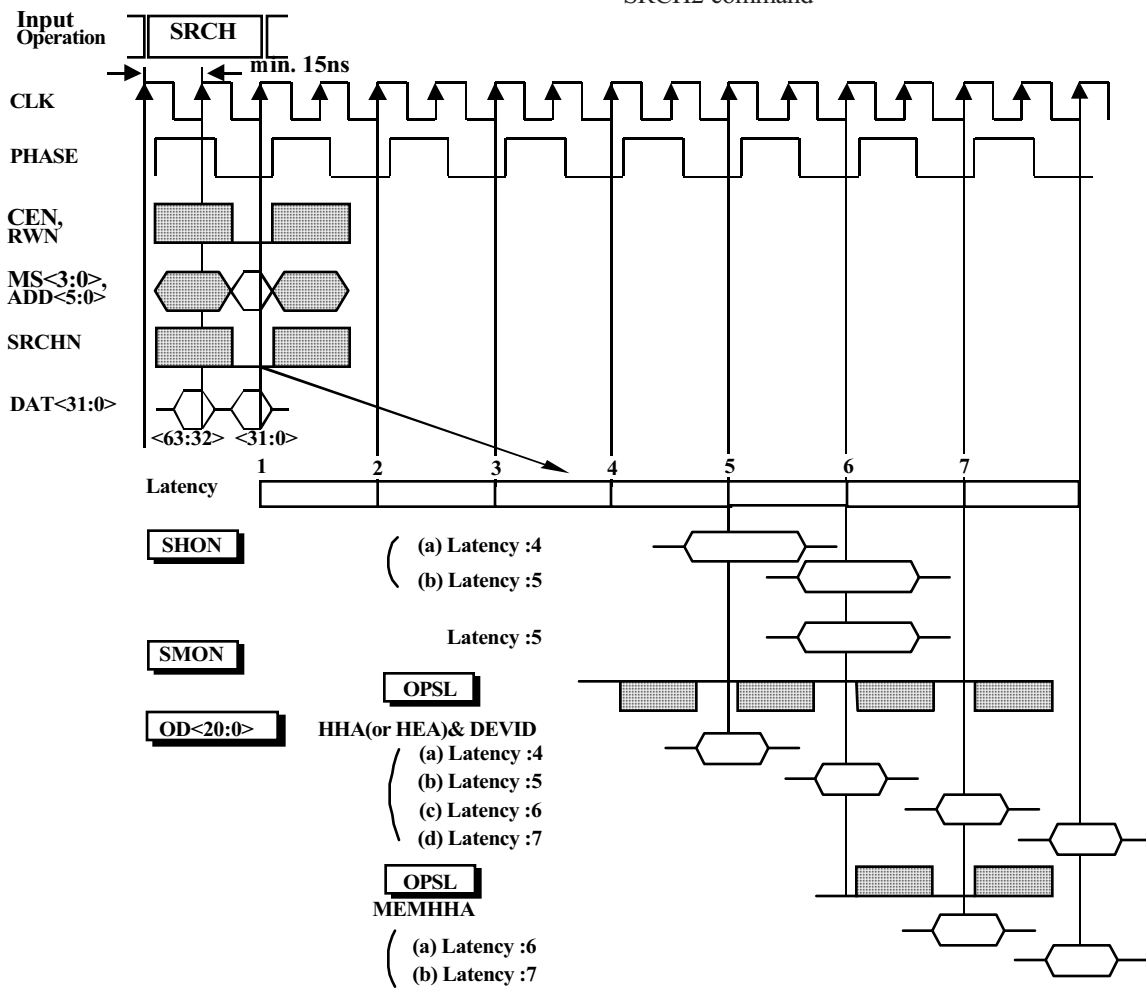 SRCH2 command
Input
Operation
SRCH
min. 15ns
CLK
PHASE
CEN,
RWN
MS<3:0>,
ADD<5:0>
SRCHN
DAT<31:0>
<63:32> <31:0>
1 2 3 4 5 6 7
Latency
SHON
(a) Latency :4
(b) Latency :5
Latency :5
SMON
OPSL
OD<20:0>
HHA(or HEA)& DEVID
(a) Latency :4
(b) Latency :5
(c) Latency :6
(d) Latency :7
OPSL
MEMHHA
(a) Latency :6
(b) Latency :7